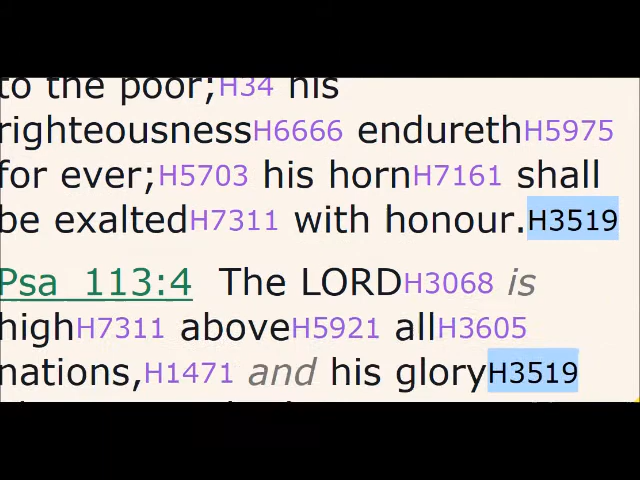 to the poor;H34 his
righteousnessH6666 endurethH5975
for ever;H5703 his hornH7161 shall
be exaltedH7311 with honour.H3519
Psa 113:4 The LORDH3068 is
highH7311 aboveH5921 allH3605
nations,H1471 and his gloryH3519